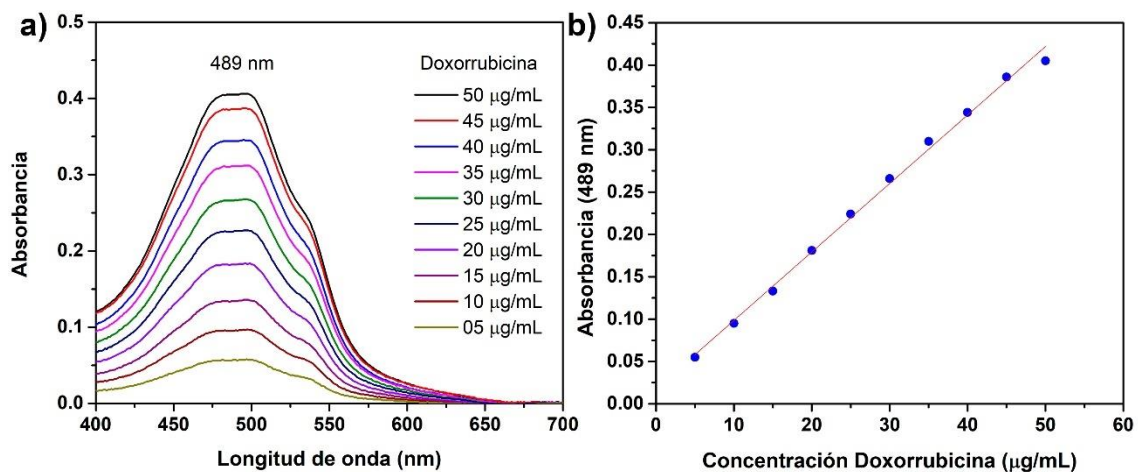 a)
489 nm
Doxorrubicina
50 μg/mL
45 μg/mL
40 μg/mL
35 μg/mL
30 μg/mL
25 μg/mL
20 μg/mL
15 μg/mL
10 μg/mL
05 μg/mL
Absorbancia
0.5
0.4
0.3
0.2
0.1
0.0
400 450 500 550 600 650 700
Longitud de onda (nm)
b)
Absorbancia (489 nm)
0.45
0.40
0.35
0.30
0.25
0.20
0.15
0.10
0.05
0.00
0 10 20 30 40 50 60
Concentración Doxorrubicina (μg/mL)